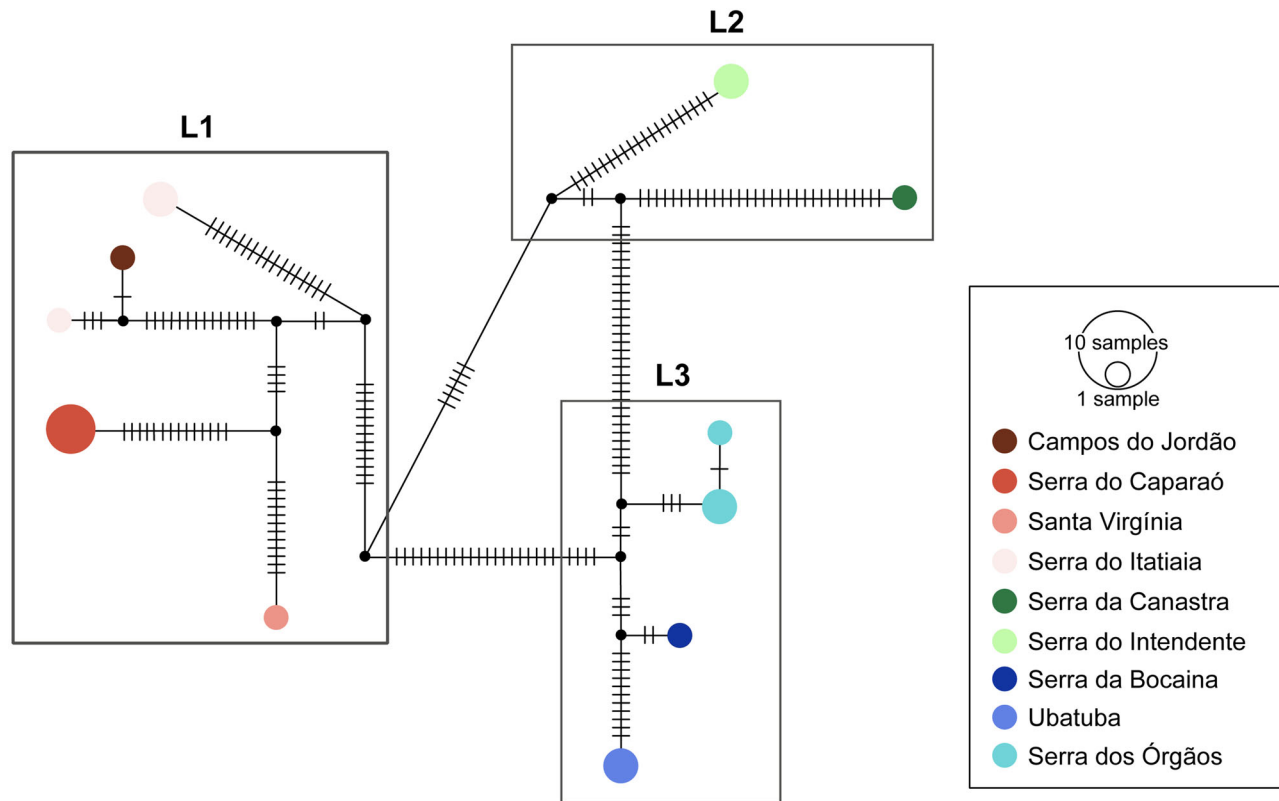 L2
L1
L3
10 samples
1 sample
Campos do Jordão
Serra do Caparaó
Santa Virgínia
Serra do Itatiaia
Serra da Canastra
Serra do Intendente
Serra da Bocaina
Ubatuba
Serra dos Órgãos